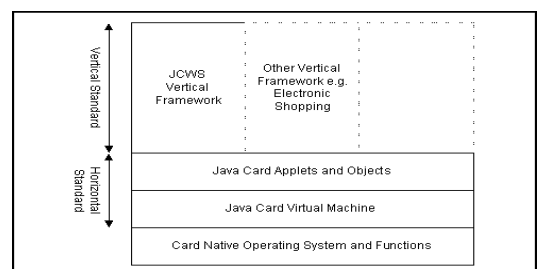 Vertical Standard
JCWS
Vertical
Framework
Other Vertical
Framework e.g.
Electronic
Shopping
Horizontal
Standard
Java Card Applets and Objects
Java Card Virtual Machine
Card Native Operating System and Functions